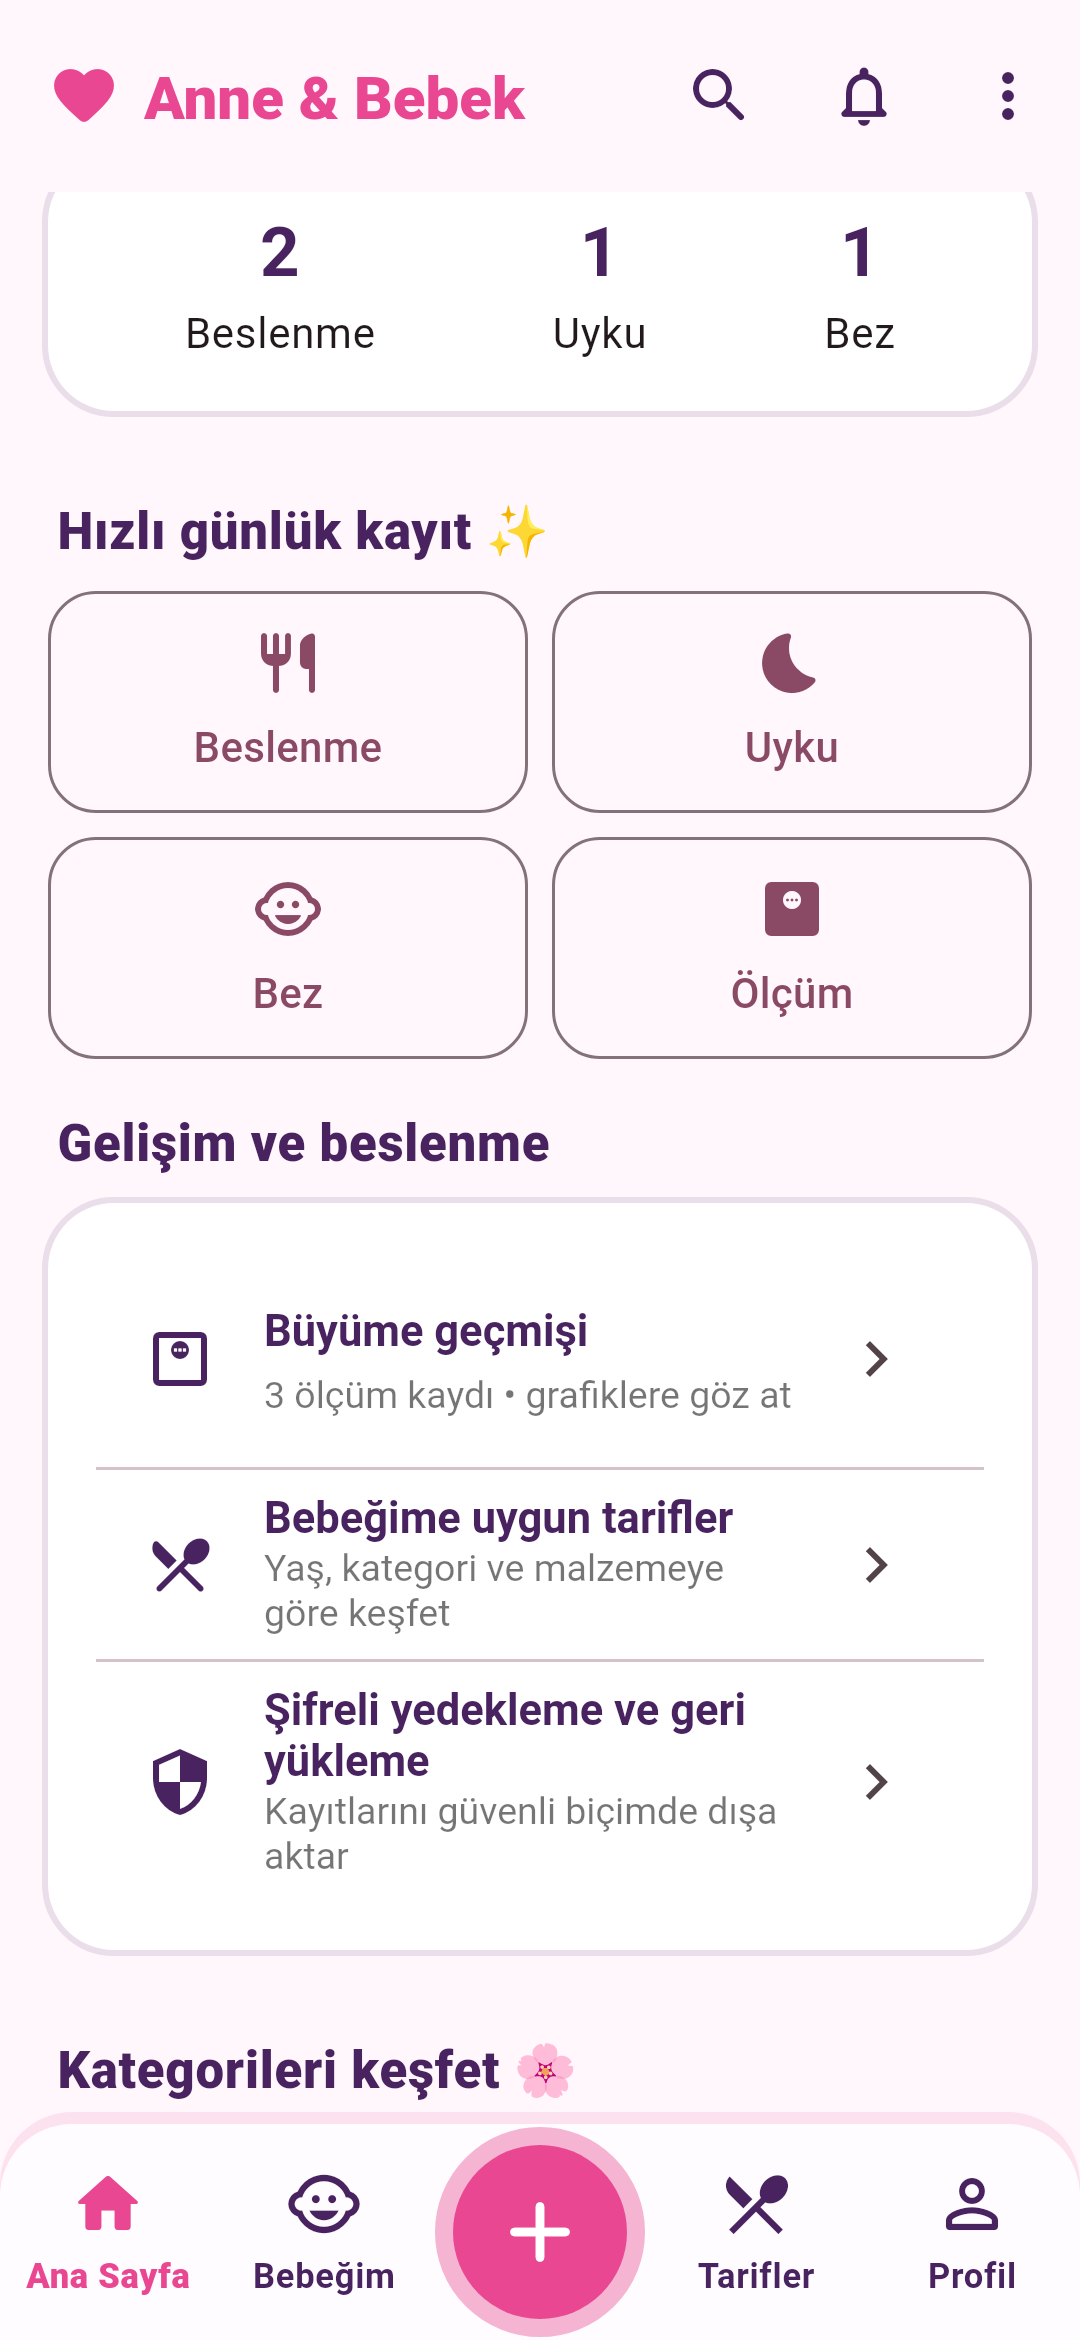 Anne & Bebek
2 1 1
Beslenme Uyku Bez
Hızlı günlük kayıt ✨
Beslenme Uyku
Bez Ölçüm
Gelişim ve beslenme
Büyüme geçmişi
3 ölçüm kaydı • grafiklere göz at
Bebeğime uygun tarifler
Yaş, kategori ve malzemeye
göre keşfet
Şifreli yedekleme ve geri
yükleme
Kayıtlarını güvenli biçimde dışa
aktar
Kategorileri keşfet 🌸
Ana Sayfa Bebeğim Tarifler Profil